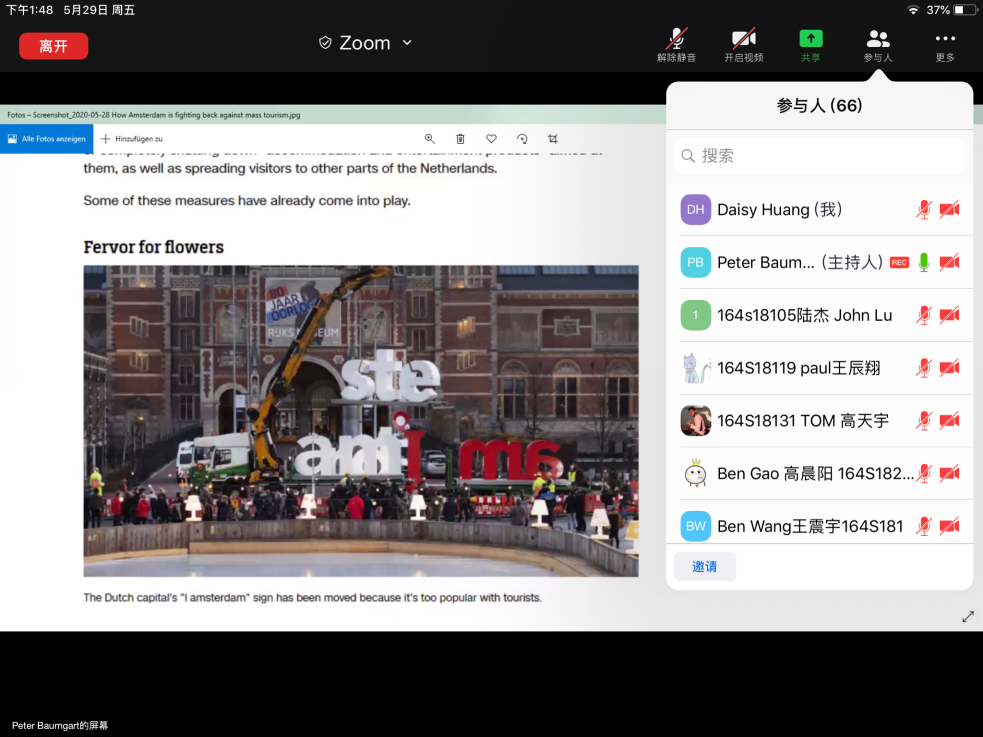 下午1:48 5月29日 周五
37%
离开
Zoom
解除静音
开启视频
共享
参与人
更多
Fotos – Screenshot_2020-05-28 How Amsterdam is fighting back against mass tourism.jpg
Alle Fotos anzeigen
Hinzufügen zu
them, as well as spreading visitors to other parts of the Netherlands.
Some of these measures have already come into play.
Fervor for flowers
80
JAAR
OORLOG
RIJKSMUSEUM
ste
am I ma
The Dutch capital's "I amsterdam" sign has been moved because it's too popular with tourists.
参与人 (66)
搜索
DH Daisy Huang (我)
PB Peter Baum... (主持人) REC
1 164s18105陆杰 John Lu
164S18119 paul王辰翔
164S18131 TOM 高天宇
Ben Gao 高晨阳 164S182...
BW Ben Wang王震宇164S181
邀请
Peter Baumgart的屏幕